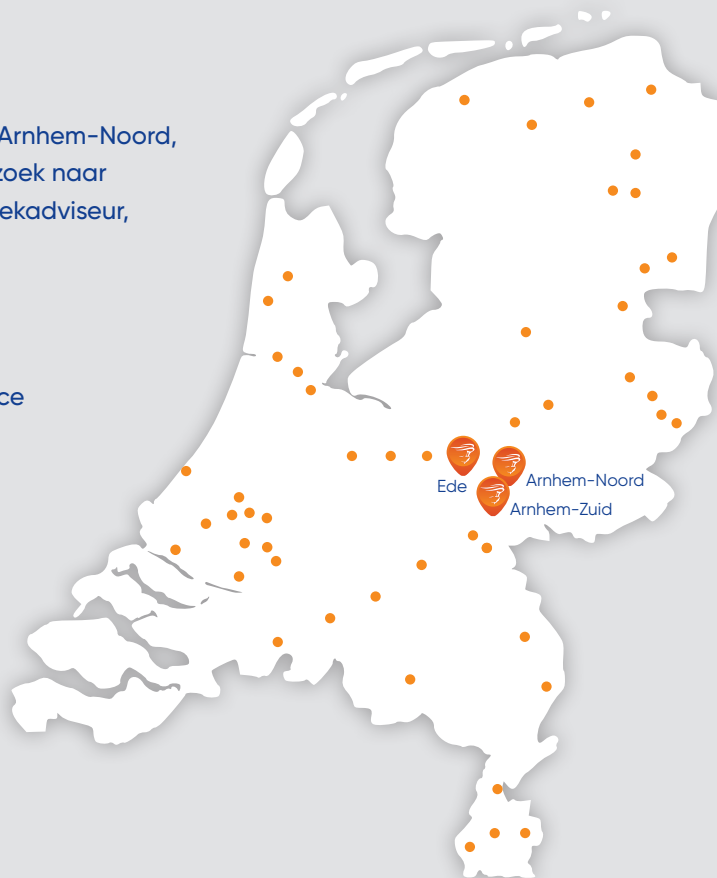 Arnhem-Noord,
zoek naar
ekadviseur,
ce
Ede
Arnhem-Noord
Arnhem-Zuid